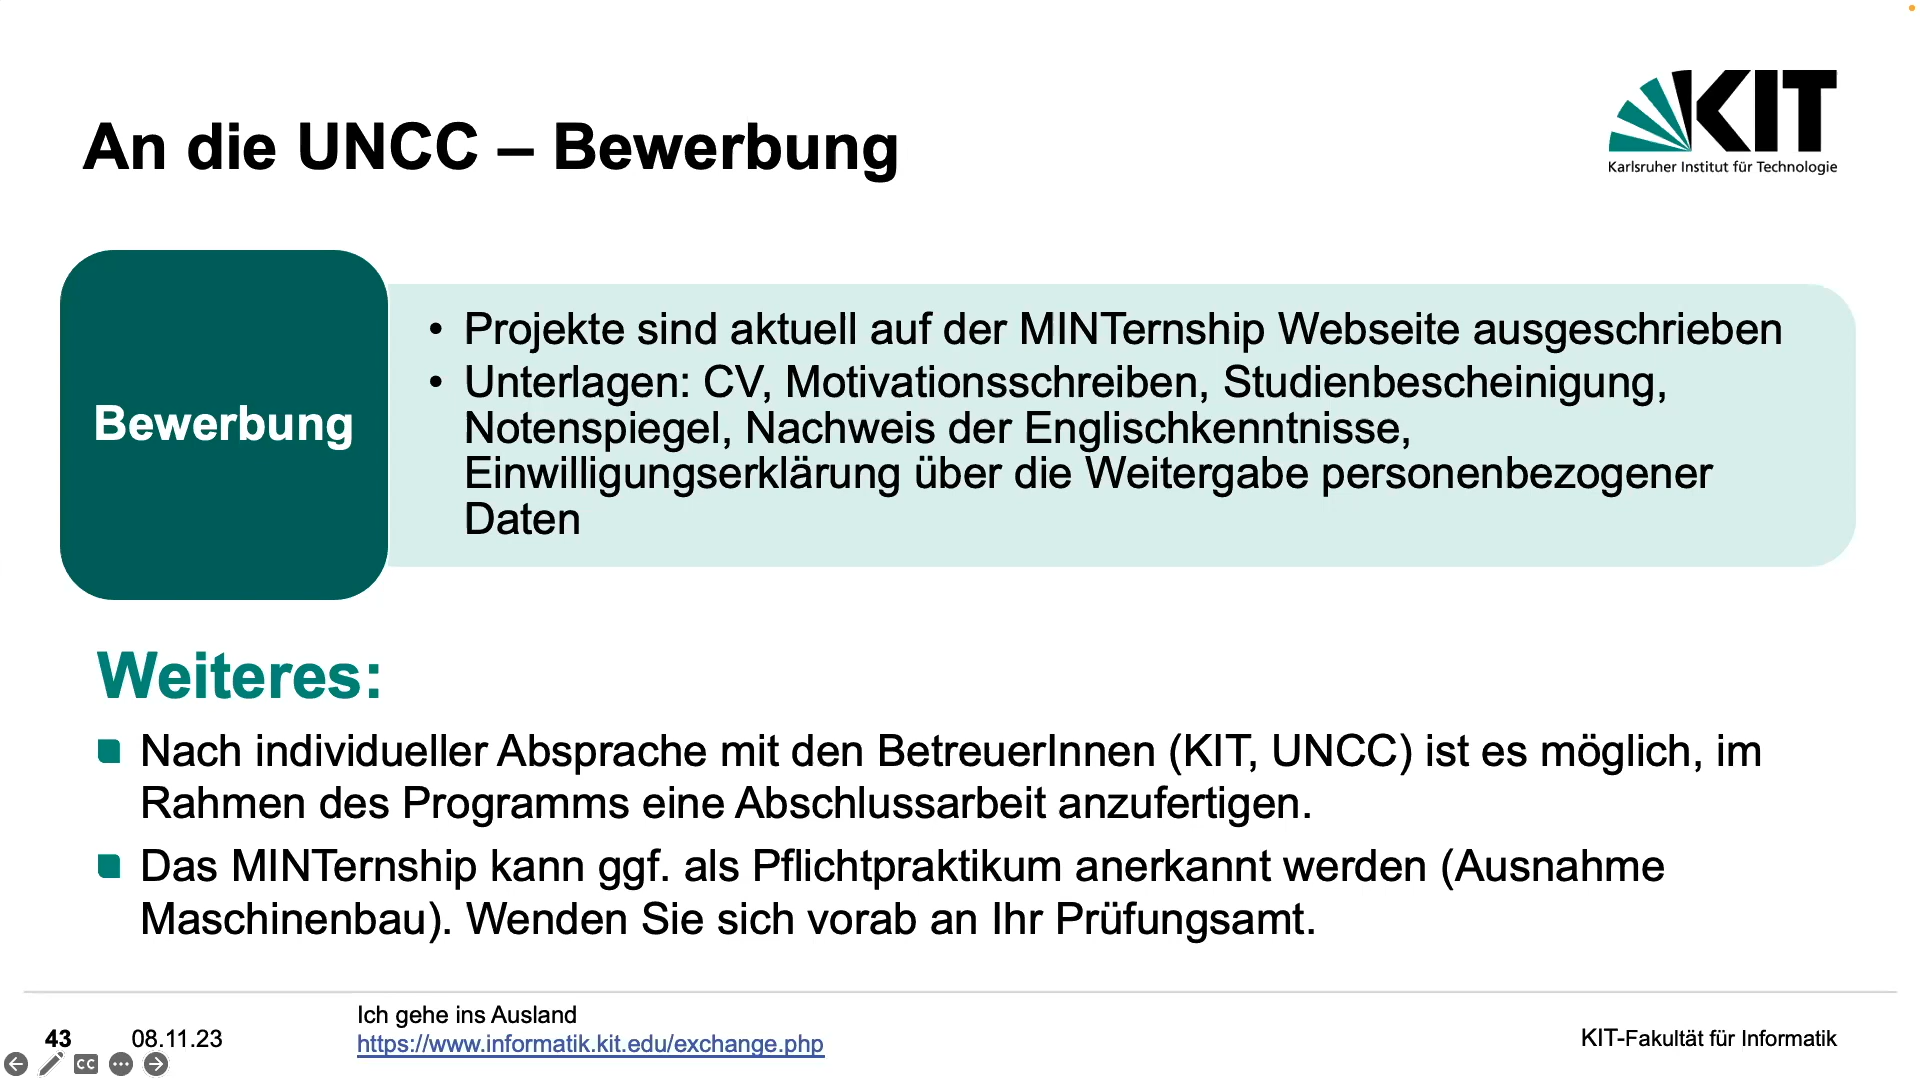 An die UNCC – Bewerbung
KIT
Karlsruher Institut für Technologie
Bewerbung
• Projekte sind aktuell auf der MINTernship Webseite ausgeschrieben
• Unterlagen: CV, Motivationsschreiben, Studienbescheinigung,
Notenspiegel, Nachweis der Englischkenntnisse,
Einwilligungserklärung über die Weitergabe personenbezogener
Daten
Weiteres:
Nach individueller Absprache mit den BetreuerInnen (KIT, UNCC) ist es möglich, im
Rahmen des Programms eine Abschlussarbeit anzufertigen.
Das MINTernship kann ggf. als Pflichtpraktikum anerkannt werden (Ausnahme
Maschinenbau). Wenden Sie sich vorab an Ihr Prüfungsamt.
43
08.11.23
Ich gehe ins Ausland
https://www.informatik.kit.edu/exchange.php
KIT-Fakultät für Informatik
CC